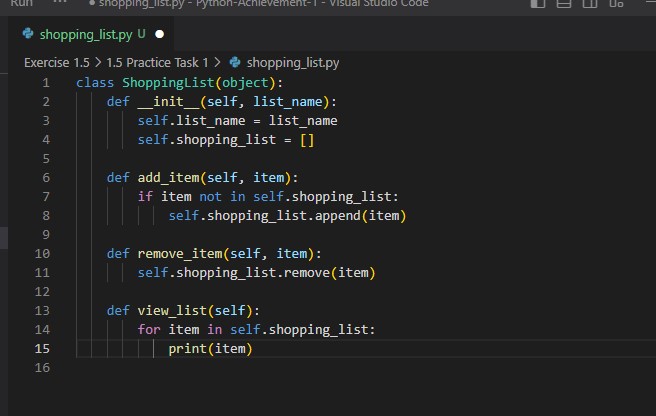 Run ··· ● shopping_list.py - Python-Achievement-1 - Visual Studio Code
shopping_list.py U ●
Exercise 1.5 > 1.5 Practice Task 1 > shopping_list.py
1 class ShoppingList(object):
2     def __init__(self, list_name):
3         self.list_name = list_name
4         self.shopping_list = []
5
6     def add_item(self, item):
7         if item not in self.shopping_list:
8             self.shopping_list.append(item)
9
10     def remove_item(self, item):
11         self.shopping_list.remove(item)
12
13     def view_list(self):
14         for item in self.shopping_list:
15             print(item)
16